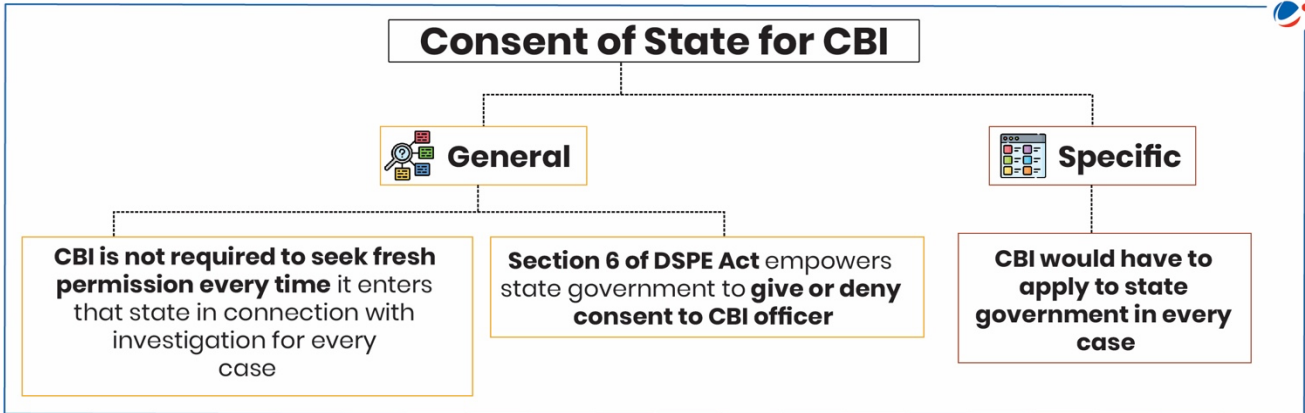 Consent of State for CBI
General
Specific
CBI is not required to seek fresh
permission every time it enters
that state in connection with
investigation for every
case
Section 6 of DSPE Act empowers
state government to give or deny
consent to CBI officer
CBI would have to
apply to state
government in every
case